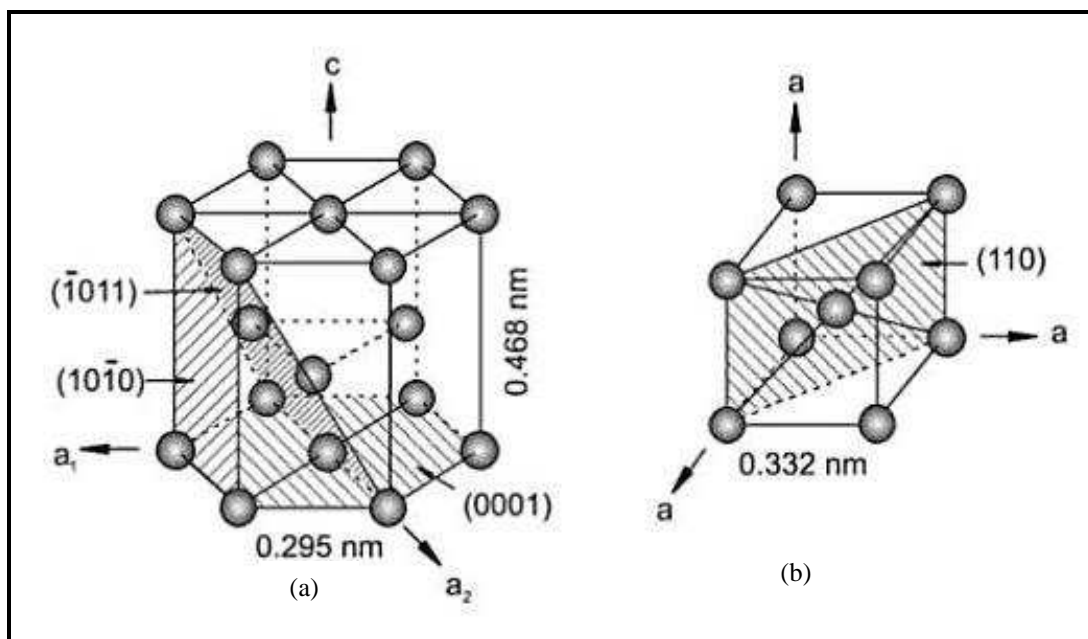 c
(1̄011)
(101̄0)
0.468 nm
a₁
(0001)
0.295 nm
a₂
(a)
a
(110)
a
0.332 nm
a
(b)